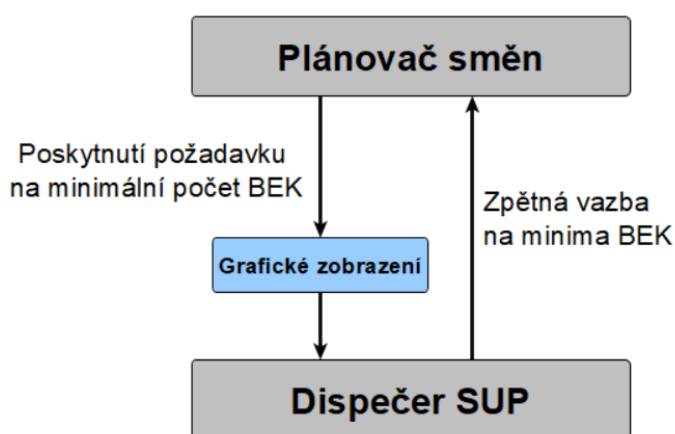 Plánovač směn
Poskytnutí požadavku
na minimální počet BEK
Zpětná vazba
na minima BEK
Grafické zobrazení
Dispečer SUP